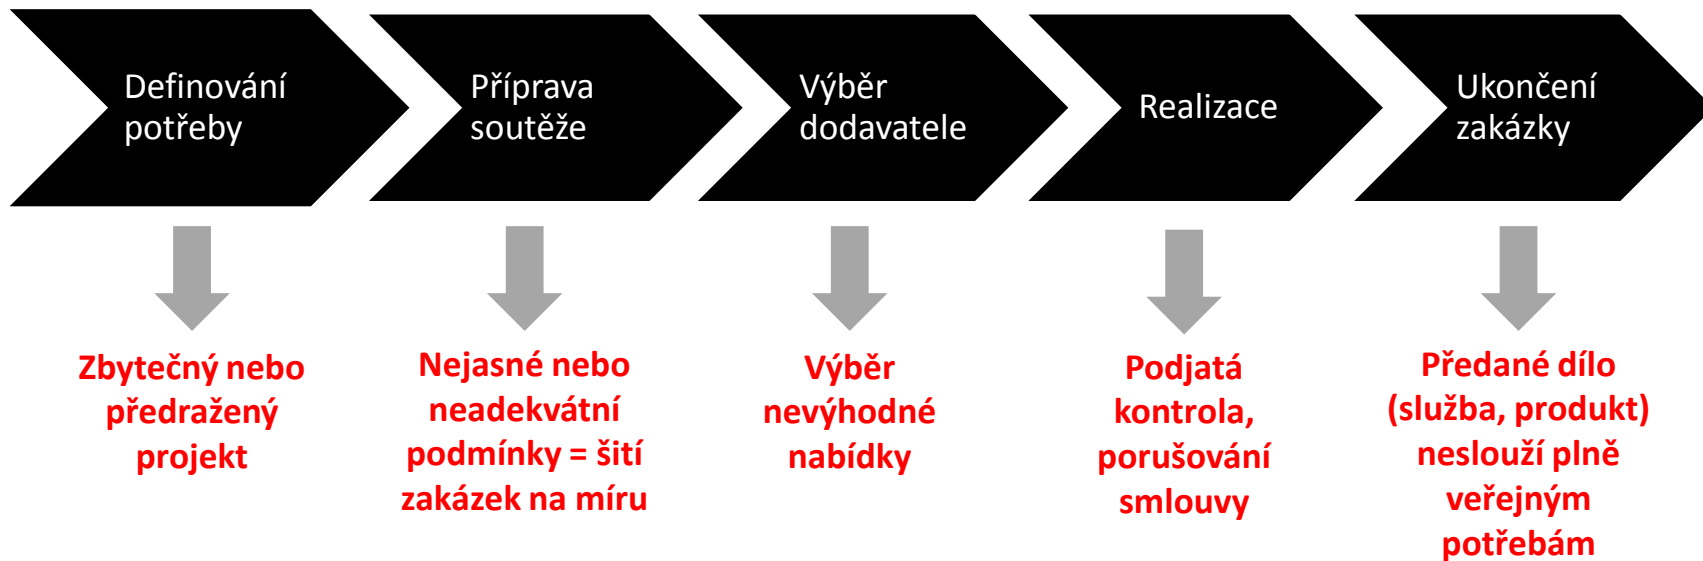 Definování
potřeby
Příprava
soutěže
Výběr
dodavatele
Realizace
Ukončení
zakázky
Zbytečný nebo
předražený
projekt
Nejasné nebo
neadekvátní
podmínky = šití
zakázek na míru
Výběr
nevýhodné
nabídky
Podjatá
kontrola,
porušování
smlouvy
Předané dílo
(služba, produkt)
neslouží plně
veřejným
potřebám